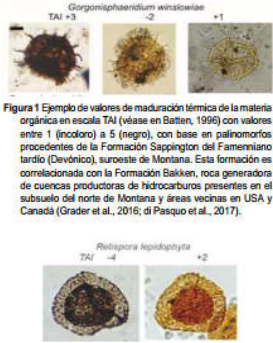 Gorgonisphaeridium winslowiae
TAI +3 -2 +1
Figura 1 Ejemplo de valores de maduración térmica de la materia
orgánica en escala TAI (véase en Batten, 1996) con valores
entre 1 (incoloro) a 5 (negro), con base en palinomorfos
procedentes de la Formación Sappington del Famenniano
tardío (Devónico), suroeste de Montana. Esta formación es
correlacionada con la Formación Bakken, roca generadora
de cuencas productoras de hidrocarburos presentes en el
subsuelo del norte de Montana y áreas vecinas en USA y
Canadá (Grader et al., 2016; di Pasquo et al., 2017).
Retispora lepidophyta
TAI -4 +2